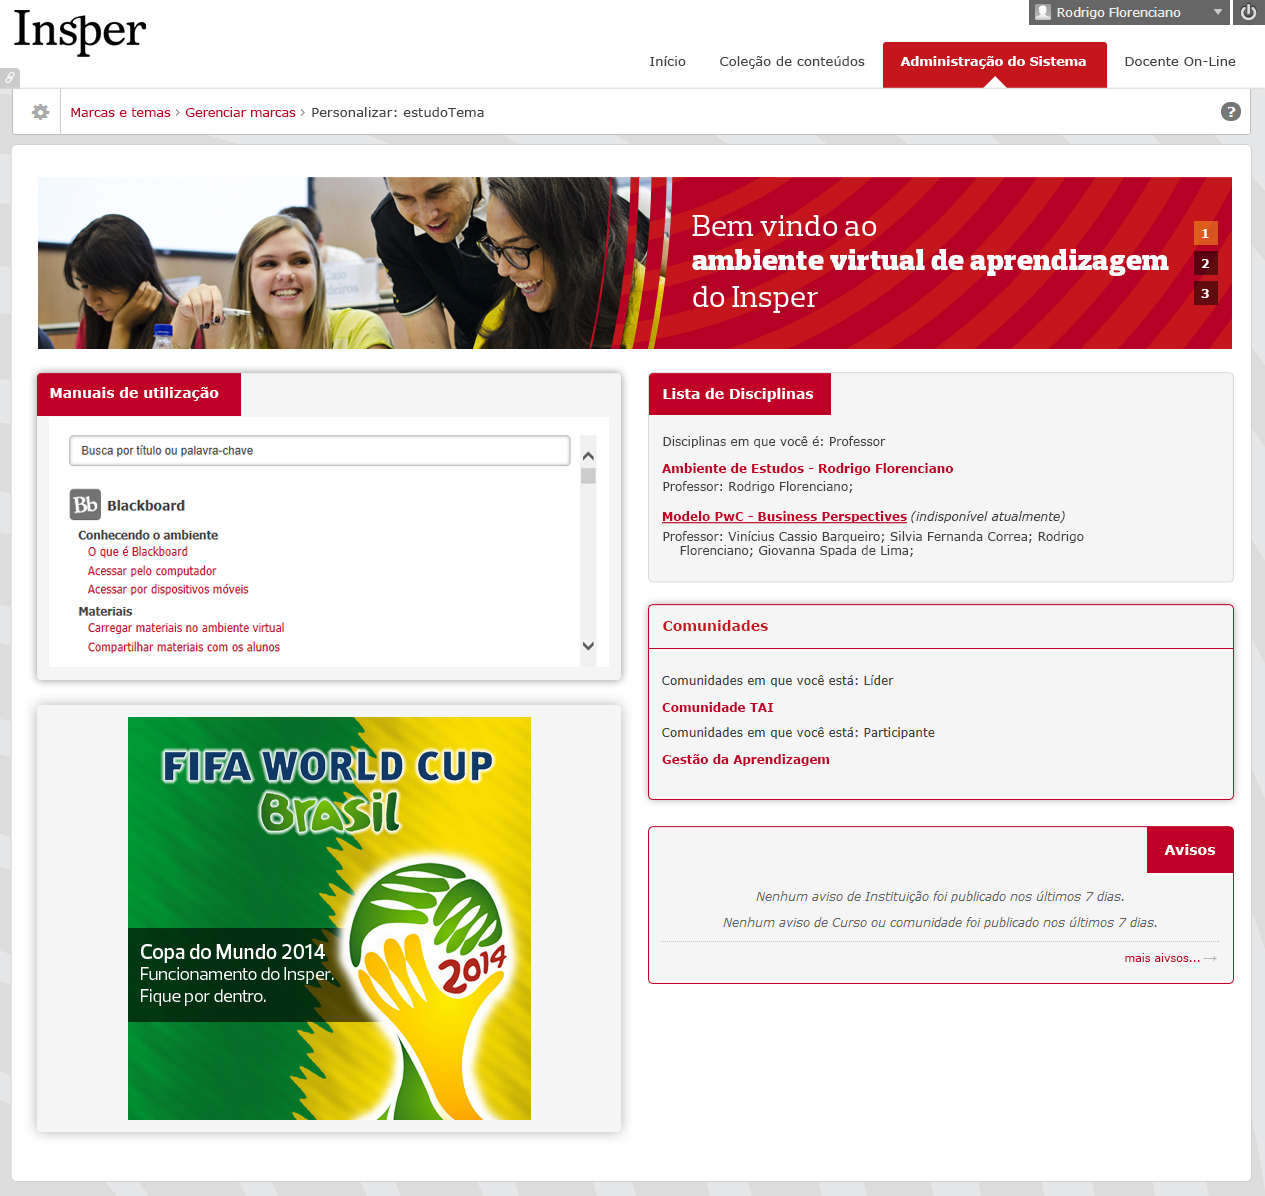 Insper
Rodrigo Florenciano
Início
Coleção de conteúdos
Administração do Sistema
Docente On-Line
Marcas e temas › Gerenciar marcas › Personalizar: estudoTema
?
Bem vindo ao
ambiente virtual de aprendizagem
do Insper
1
2
3
Caio
Manuais de utilização
Busca por título ou palavra-chave
Bb Blackboard
Conhecendo o ambiente
O que é Blackboard
Acessar pelo computador
Acessar por dispositivos móveis
Materiais
Carregar materiais no ambiente virtual
Compartilhar materiais com os alunos
FIFA WORLD CUP
Brasil
2014
Copa do Mundo 2014
Funcionamento do Insper.
Fique por dentro.
Lista de Disciplinas
Disciplinas em que você é: Professor
Ambiente de Estudos - Rodrigo Florenciano
Professor: Rodrigo Florenciano;
Modelo PwC - Business Perspectives (indisponível atualmente)
Professor: Vinícius Cassio Barqueiro; Silvia Fernanda Correa; Rodrigo
Florenciano; Giovanna Spada de Lima;
Comunidades
Comunidades em que você está: Líder
Comunidade TAI
Comunidades em que você está: Participante
Gestão da Aprendizagem
Avisos
Nenhum aviso de Instituição foi publicado nos últimos 7 dias.
Nenhum aviso de Curso ou comunidade foi publicado nos últimos 7 dias.
mais aivsos... →